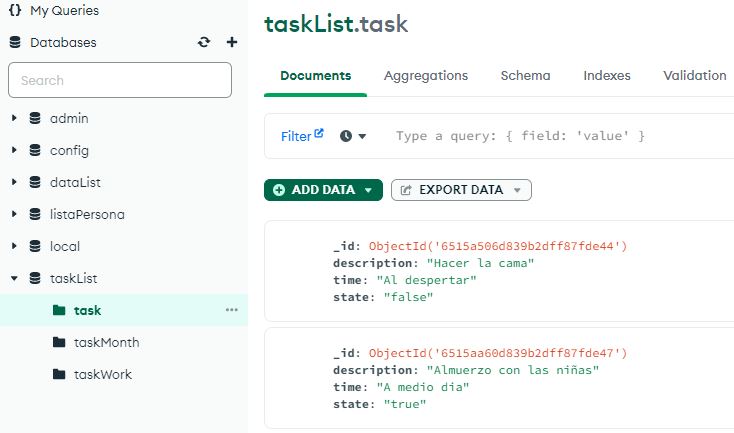 My Queries
Databases
Search
admin
config
dataList
listaPersona
local
taskList
task
taskMonth
taskWork
taskList.task
Documents Aggregations Schema Indexes Validation
Filter Type a query: { field: 'value' }
ADD DATA EXPORT DATA
_id: ObjectId('6515a506d839b2dff87fde44')
description: "Hacer la cama"
time: "Al despertar"
state: "false"
_id: ObjectId('6515aa60d839b2dff87fde47')
description: "Almuerzo con las niñas"
time: "A medio dia"
state: "true"